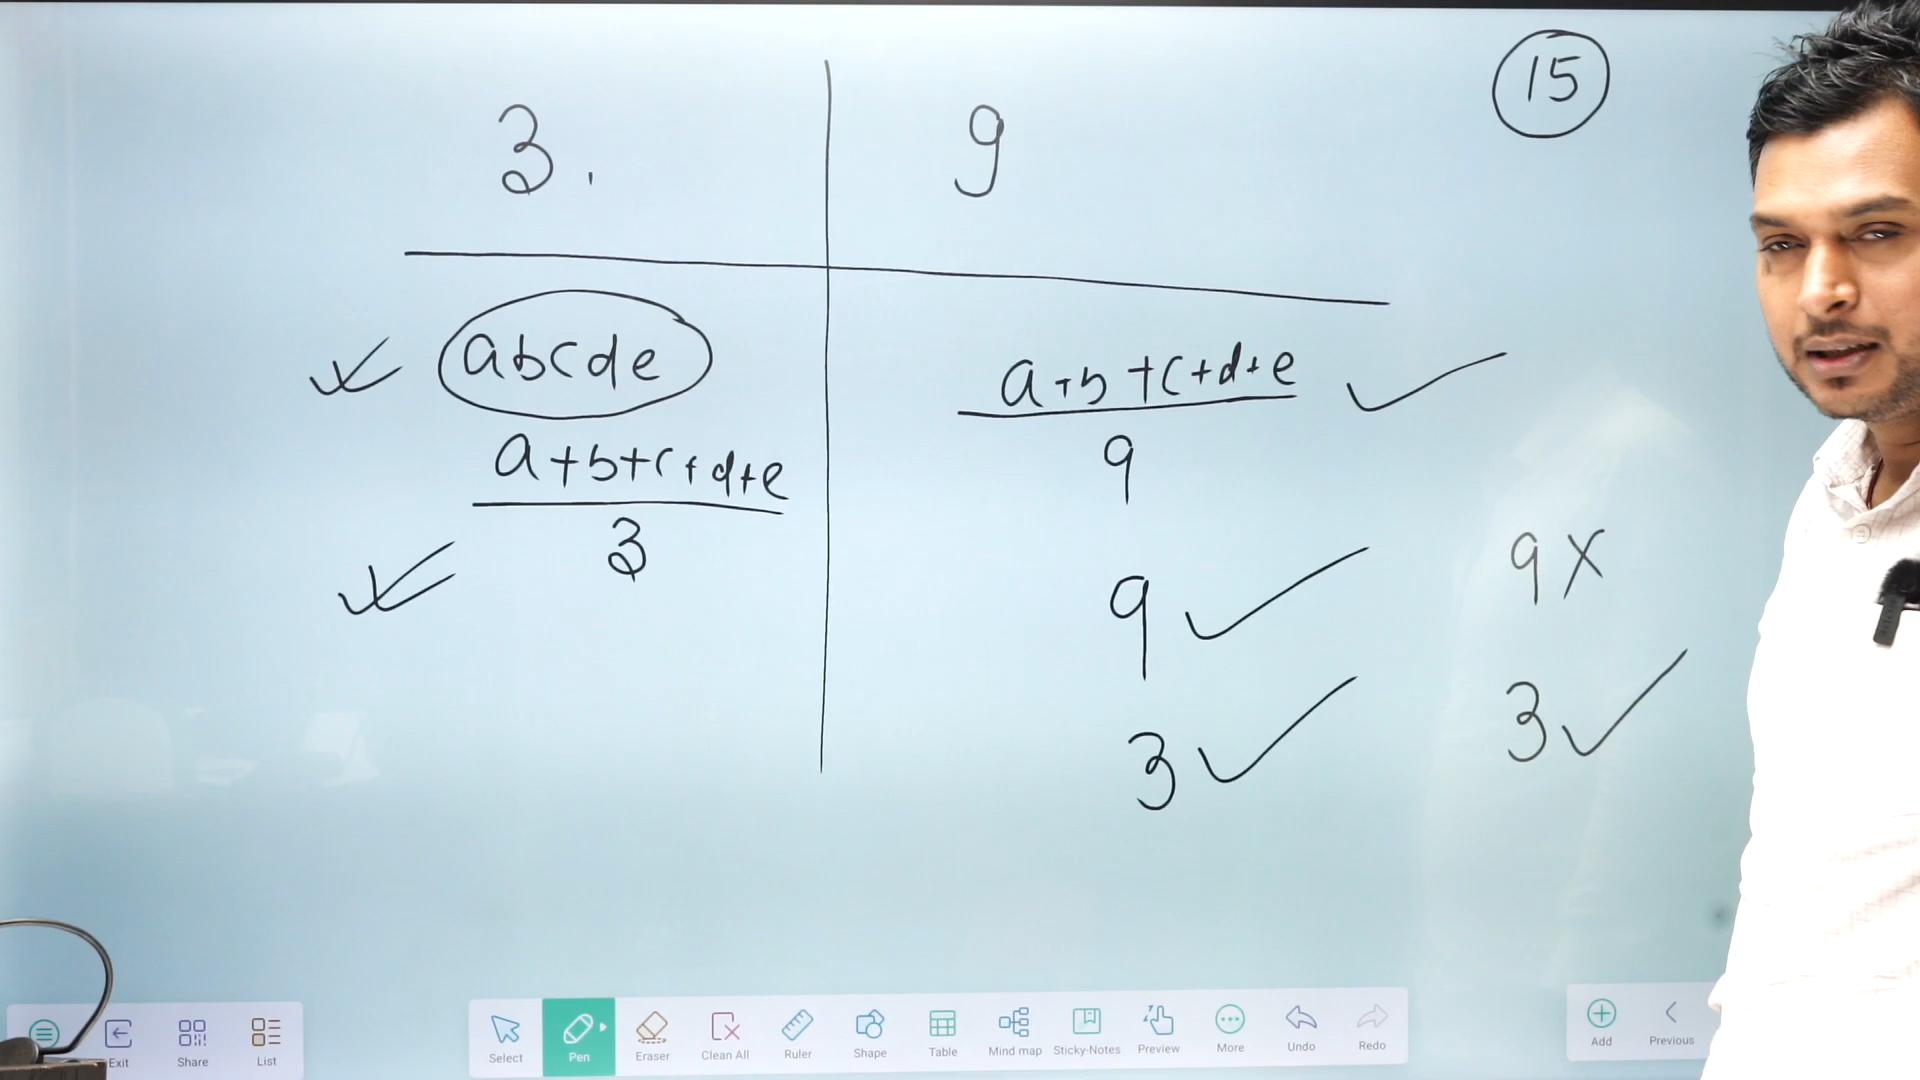 3.
9
15
abcde
a+b+c+d+e
3
a+b+c+d+e
9
9
3
9 X
3
Exit
Share
List
Select
Pen
Eraser
Clean All
Ruler
Shape
Table
Mind map
Sticky-Notes
Preview
More
Undo
Redo
Add
Previous